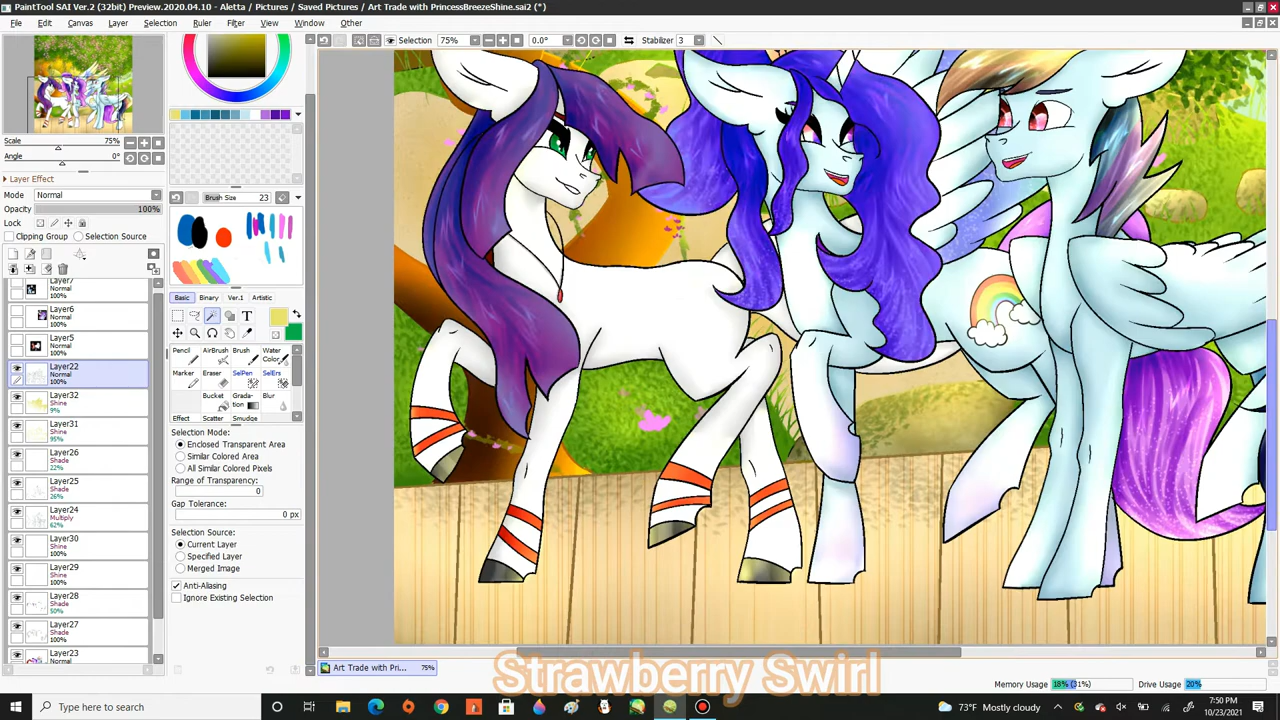 PaintTool SAI Ver.2 (32bit) Preview.2020.04.10 - Aletta / Pictures / Saved Pictures / Art Trade with PrincessBreezeShine.sai2 (*)
File Edit Canvas Layer Selection Ruler Filter View Window Other
Selection 75% 0.0° Stabilizer 3
Scale 75%
Angle 0°
Layer Effect
Mode Normal
Opacity 100%
Lock
Clipping Group Selection Source
Layer7
Normal
100%
Layer6
Normal
100%
Layer5
Normal
100%
Layer22
Normal
100%
Layer32
Shine
9%
Layer31
Shine
95%
Layer26
Shade
22%
Layer25
Shade
26%
Layer24
Multiply
62%
Layer30
Shine
100%
Layer29
Shine
100%
Layer28
Shade
50%
Layer27
Shade
100%
Layer23
Normal
Brush Size 23
Basic Binary Ver.1 Artistic
T
Pencil AirBrush Brush Water Color
Marker Eraser SelPen SelErs
Bucket Grada-tion Blur
Effect Scatter Smudge
Selection Mode:
Enclosed Transparent Area
Similar Colored Area
All Similar Colored Pixels
Range of Transparency:
0
Gap Tolerance:
0 px
Selection Source:
Current Layer
Specified Layer
Merged Image
Anti-Aliasing
Ignore Existing Selection
Art Trade with Pri... 75%
Strawberry Swirl
Memory Usage 18% (31%) Drive Usage 20%
Type here to search
73°F Mostly cloudy
7:50 PM
10/23/2021